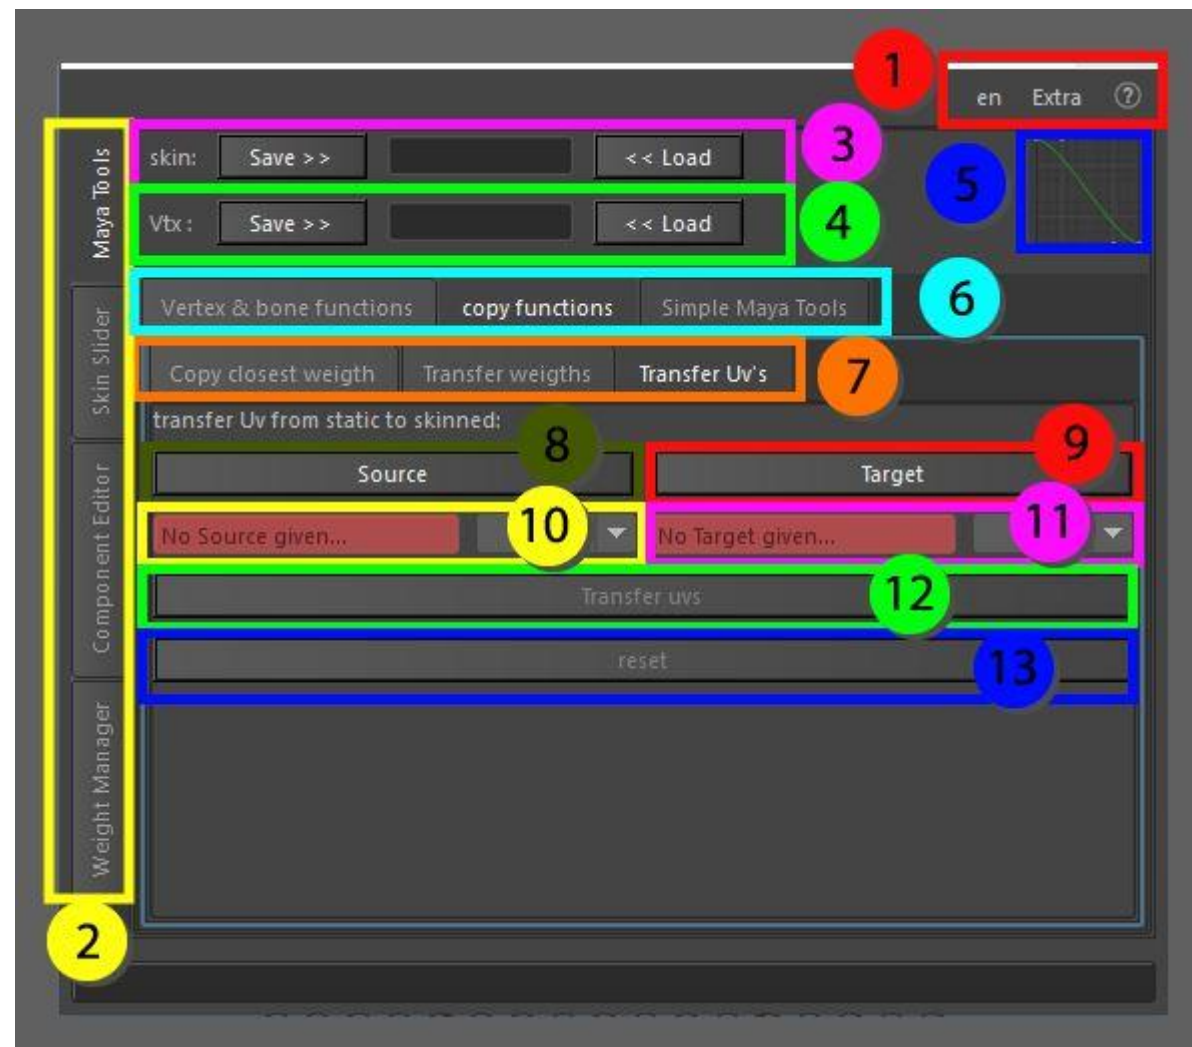 1
en Extra ?
Maya Tools
Skin Slider
Component Editor
Weight Manager
2
skin: Save >> << Load 3
Vtx : Save >> << Load 4
5
Vertex & bone functions copy functions Simple Maya Tools 6
Copy closest weigth Transfer weigths Transfer Uv's 7
transfer Uv from static to skinned:
8 9
Source Target
No Source given... 10 No Target given... 11
Transfer uvs 12
reset 13